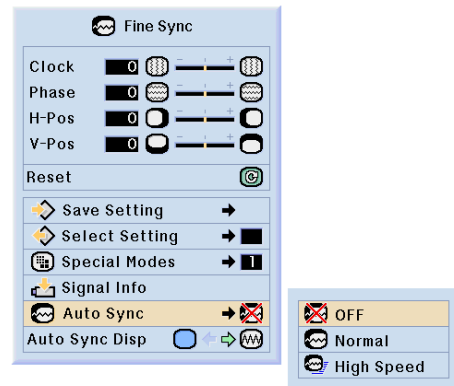 Fine Sync
Clock 0 - +
Phase 0 - +
H-Pos 0 - +
V-Pos 0 - +
Reset
Save Setting
Select Setting
Special Modes 1
Signal Info
Auto Sync
Auto Sync Disp
OFF
Normal
High Speed